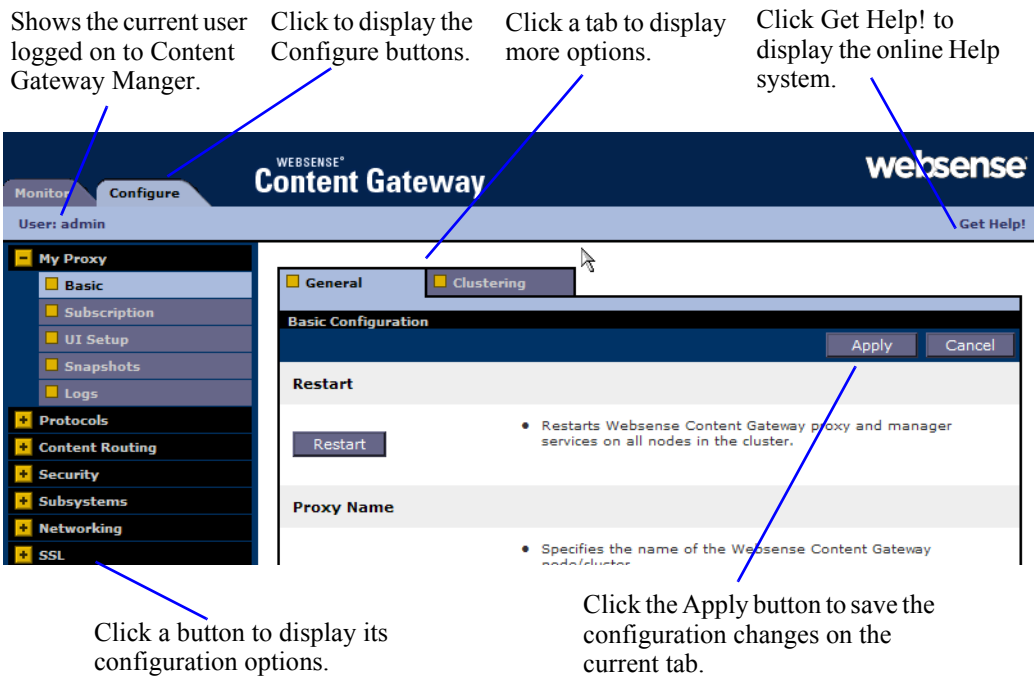 Shows the current user
logged on to Content
Gateway Manger.
Click to display the
Configure buttons.
Click a tab to display
more options.
Click Get Help! to
display the online Help
system.
Monitor
Configure
WEBSENSE®
Content Gateway
websense
User: admin
Get Help!
My Proxy
Basic
Subscription
UI Setup
Snapshots
Logs
Protocols
Content Routing
Security
Subsystems
Networking
SSL
General
Clustering
Basic Configuration
Apply
Cancel
Restart
Restart
• Restarts Websense Content Gateway proxy and manager
services on all nodes in the cluster.
Proxy Name
• Specifies the name of the Websense Content Gateway
node/cluster
Click a button to display its
configuration options.
Click the Apply button to save the
configuration changes on the
current tab.